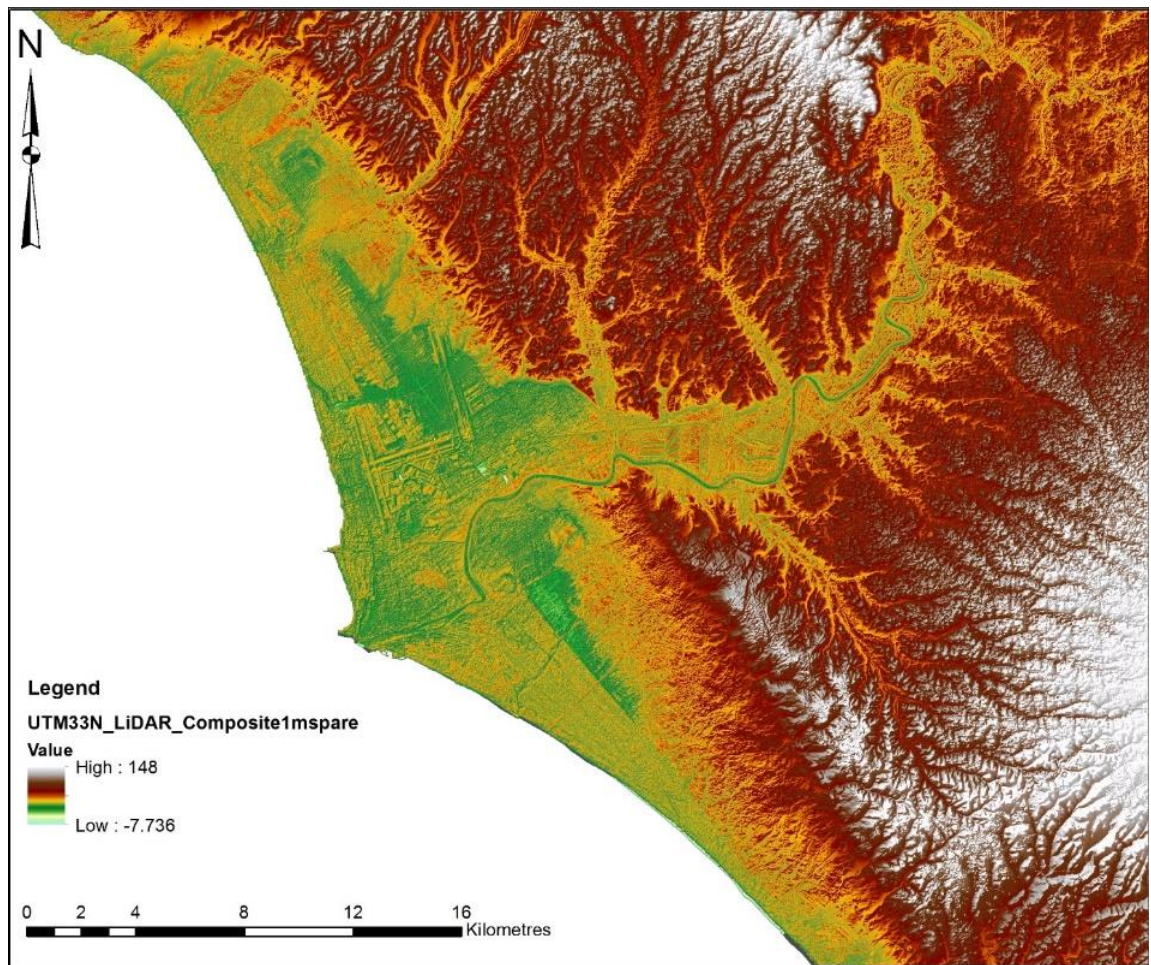 N
Legend
UTM33N_LiDAR_Composite1mspare
Value
High : 148
Low : -7.736
0 2 4 8 12 16
Kilometres